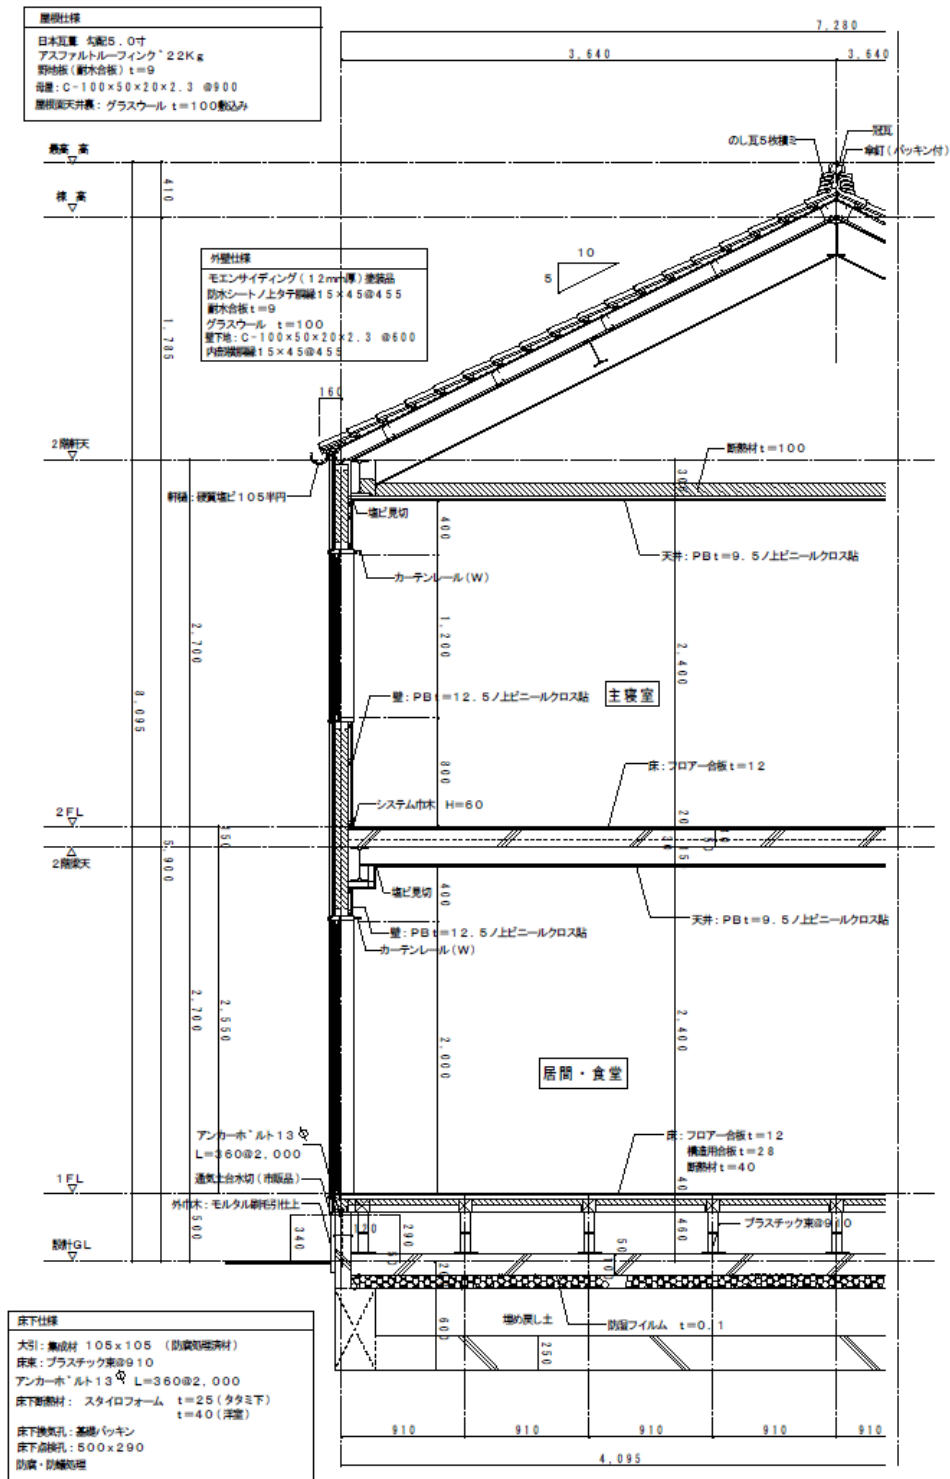 屋根仕様
日本瓦葺 勾配5.0寸
アスファルトルーフィング 22Kg
野地板(耐水合板)t=9
母屋:C-100×50×20×2.3 @900
屋根面天井裏:グラスウール t=100敷込み
7,280
3,640
3,640
のし瓦5枚積ミ
冠瓦
傘釘(パッキン付)
最高 高
棟 高
410
外壁仕様
モエンサイディング(12mm厚)塗装品
防水シートノ上タテ胴縁15×45@455
耐水合板t=9
グラスウール t=100
壁下地:C-100×50×20×2.3 @600
内部横胴縁15×45@455
10
5
1,785
160
2階軒天
断熱材t=100
300
軒樋:硬質塩ビ105半円
塩ビ見切
400
天井:PBt=9.5ノ上ビニールクロス貼
カーテンレール(W)
2,700
1,200
2,400
8,095
壁:PBt=12.5ノ上ビニールクロス貼
主寝室
800
床:フロアー合板t=12
システム巾木 H=60
2FL
2階梁天
5,900
塩ビ見切
400
天井:PBt=9.5ノ上ビニールクロス貼
壁:PBt=12.5ノ上ビニールクロス貼
カーテンレール(W)
2,700
2,550
2,000
2,400
居間・食堂
アンカーボルト13φ
L=360@2,000
床:フロアー合板t=12
構造用合板t=28
断熱材t=40
通気土台水切(市販品)
1FL
40
外巾木:モルタル刷毛引仕上
500
340
120
290
460
プラスチック束@910
設計GL
50
50
100
600
埋め戻し土
防湿フイルム t=0.1
250
床下仕様
大引:集成材 105x105 (防腐処理済材)
床束:プラスチック束@910
アンカーボルト13φ L=360@2,000
床下断熱材: スタイロフォーム t=25(タタミ下)
t=40(洋室)
床下換気孔:基礎パッキン
床下点検孔:500x290
防腐・防蟻処理
910
910
910
910
4,095